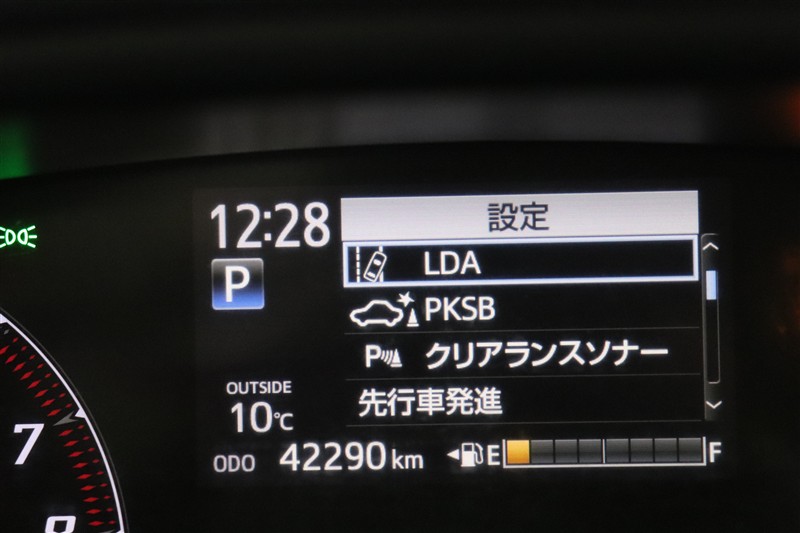 12:28
設定
LDA
P
PKSB
P クリアランスソナー
先行車発進
OUTSIDE
10℃
ODO 42290 km
E F
7
8